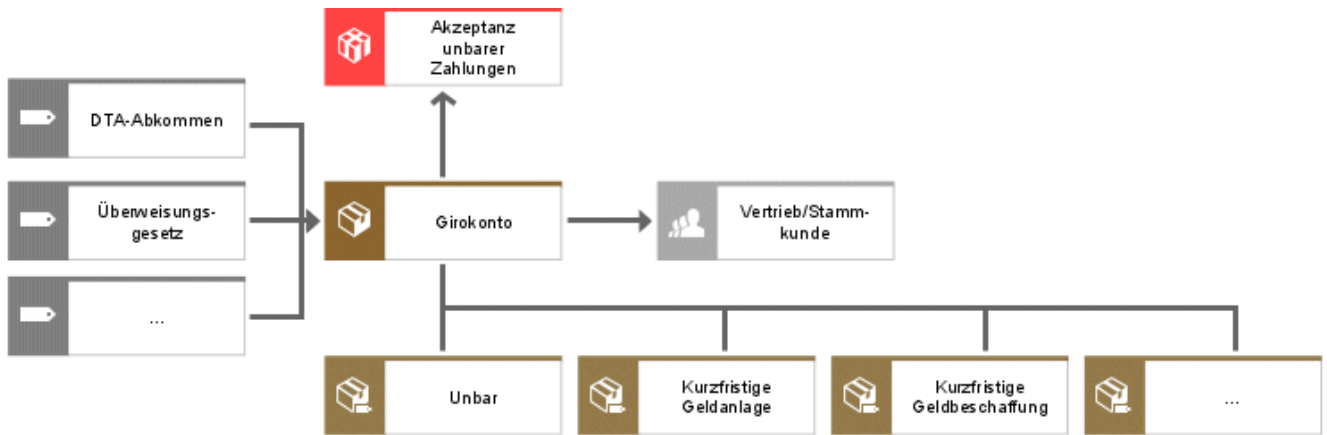 Akzeptanz
unbarer
Zahlungen
DTA-Abkommen
Überweisungs-
gesetz
Girokonto
Vertrieb/Stamm-
kunde
...
Unbar
Kurzfristige
Geldanlage
Kurzfristige
Geldbeschaffung
...